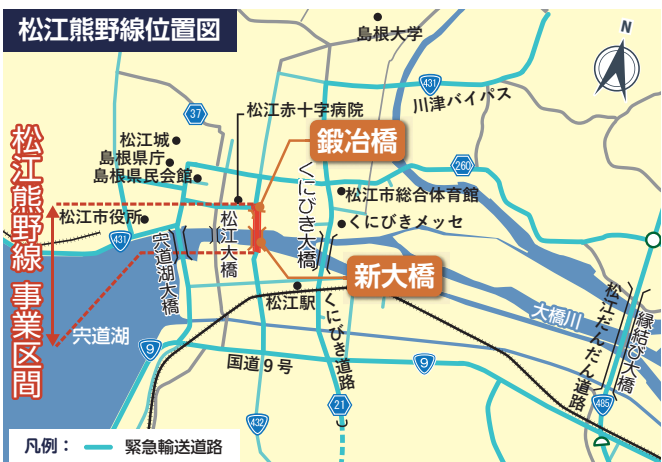 松江熊野線位置図
島根大学
N
431
川津バイパス
37
松江赤十字病院
松江城
島根県庁
島根県民会館
鍛冶橋
260
松江熊野線 事業区間
松江市役所
松江大橋
くにびき大橋
松江市総合体育館
くにびきメッセ
431
宍道湖大橋
新大橋
松江駅
くにびき道路
大橋川
松江だんだん道路
縁結び大橋
宍道湖
9
国道9号
9
21
432
485
凡例：
緊急輸送道路